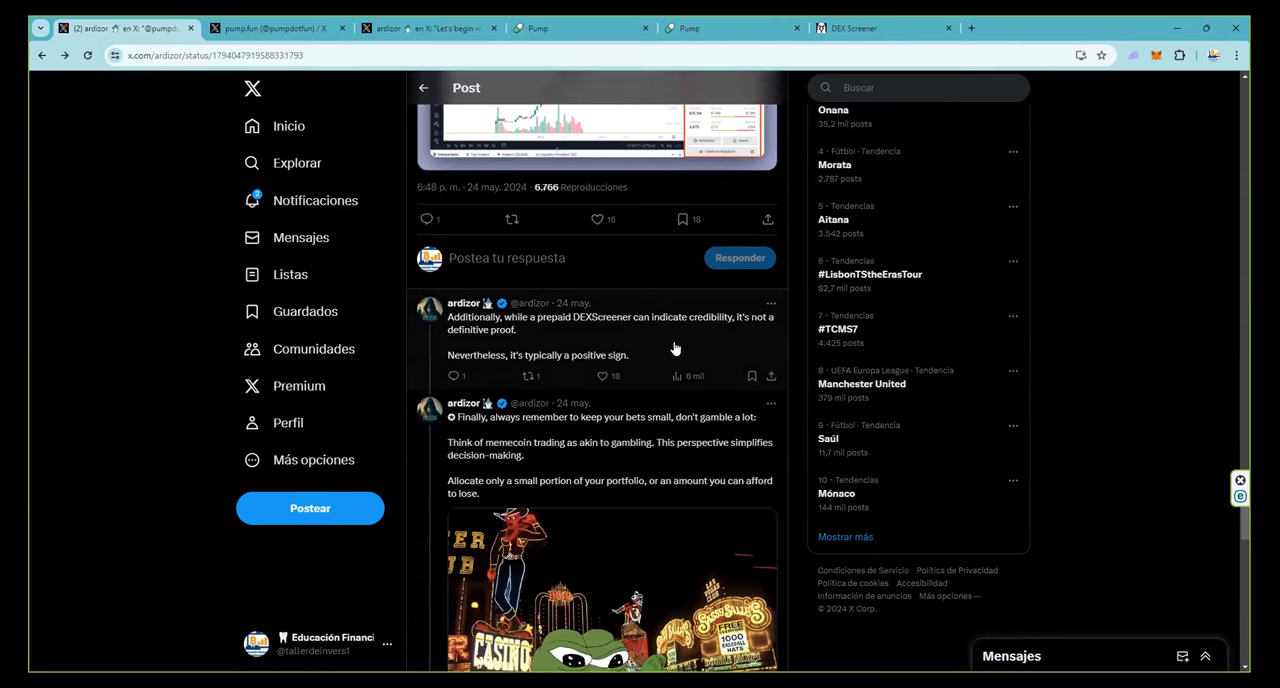 (2) ardizor en X: "@pumpd
pump.fun (@pumpdotfun) / X
ardizor en X: "Let's begin w
Pump
Pump
DEX Screener
x.com/ardizor/status/1794047919588331793
Inicio
Explorar
2
Notificaciones
Mensajes
Listas
Guardados
Comunidades
Premium
Perfil
Más opciones
Postear
Educación Financi
@tallerdeinvers1
Post
6:48 p. m. · 24 may. 2024 · 6.766 Reproducciones
1
16
18
Postea tu respuesta
Responder
ardizor @ardizor · 24 may.
Additionally, while a prepaid DEXScreener can indicate credibility, it's not a
definitive proof.
Nevertheless, it's typically a positive sign.
1
1
18
6 mil
ardizor @ardizor · 24 may.
✪ Finally, always remember to keep your bets small, don't gamble a lot:
Think of memecoin trading as akin to gambling. This perspective simplifies
decision-making.
Allocate only a small portion of your portfolio, or an amount you can afford
to lose.
CASINO
LAS
VEGAS
SASSY SALLY'S
FREE
1000
BASEBALL
HATS
Buscar
Onana
35,2 mil posts
4 · Fútbol · Tendencia
Morata
2.787 posts
5 · Tendencias
Aitana
3.542 posts
6 · Tendencias
#LisbonTStheErasTour
82,7 mil posts
7 · Tendencias
#TCMS7
4.425 posts
8 · UEFA Europa League · Tendencia
Manchester United
379 mil posts
9 · Fútbol · Tendencia
Saúl
11,7 mil posts
10 · Tendencias
Mónaco
144 mil posts
Mostrar más
Condiciones de Servicio Política de Privacidad
Política de cookies Accesibilidad
Información de anuncios Más opciones ···
© 2024 X Corp.
Mensajes